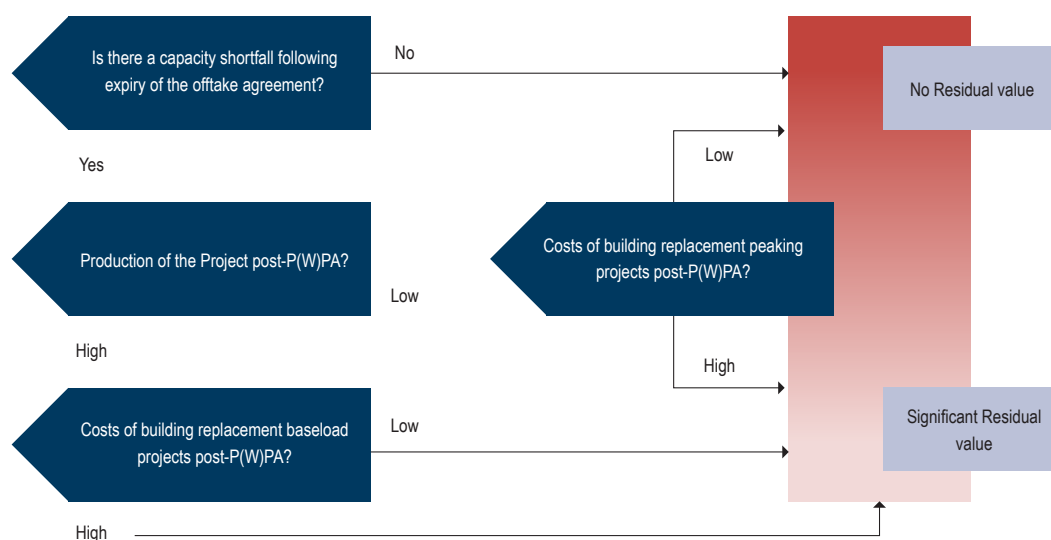 Is there a capacity shortfall following
expiry of the offtake agreement?
No
No Residual value
Yes
Low
Production of the Project post-P(W)PA?
Costs of building replacement peaking
projects post-P(W)PA?
Low
High
High
Costs of building replacement baseload
projects post-P(W)PA?
Low
Significant Residual
value
High